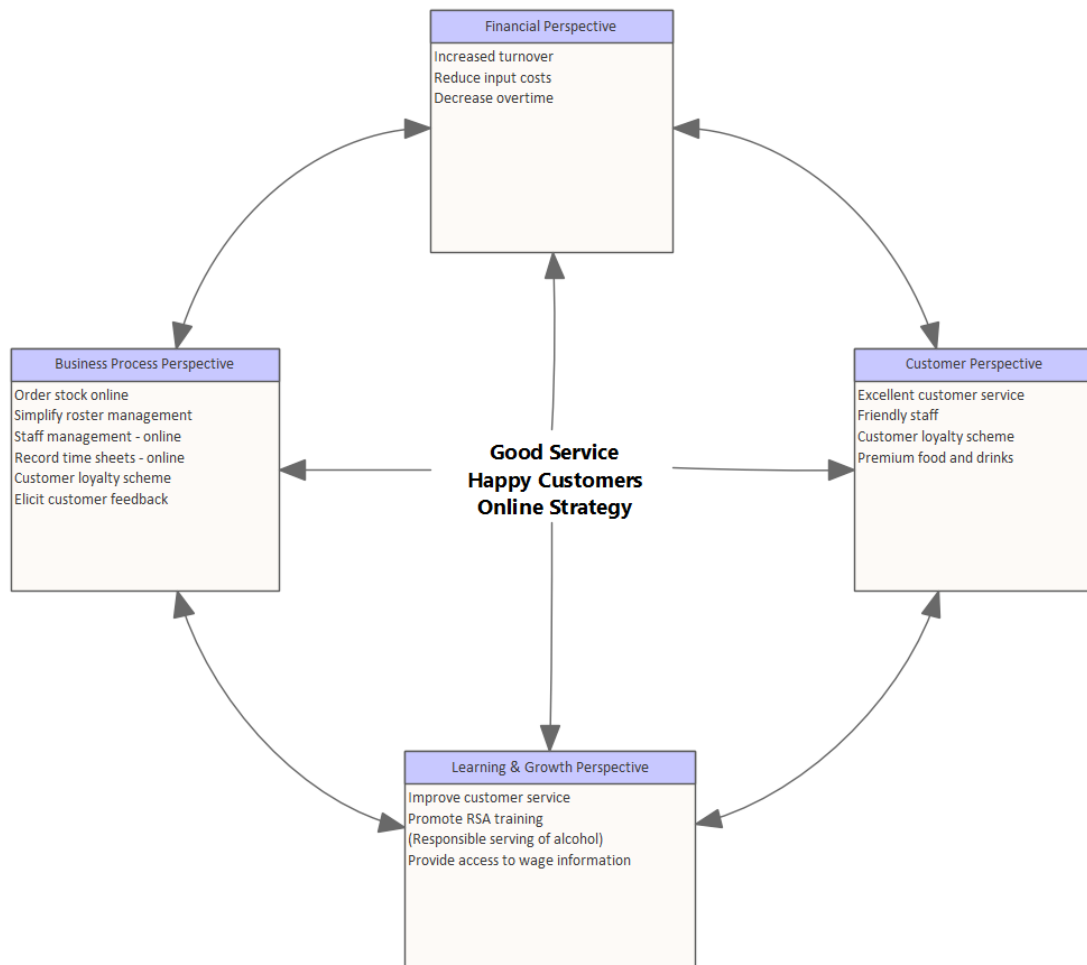 Financial Perspective
Increased turnover
Reduce input costs
Decrease overtime
Business Process Perspective
Order stock online
Simplify roster management
Staff management - online
Record time sheets - online
Customer loyalty scheme
Elicit customer feedback
Good Service
Happy Customers
Online Strategy
Customer Perspective
Excellent customer service
Friendly staff
Customer loyalty scheme
Premium food and drinks
Learning & Growth Perspective
Improve customer service
Promote RSA training
(Responsible serving of alcohol)
Provide access to wage information